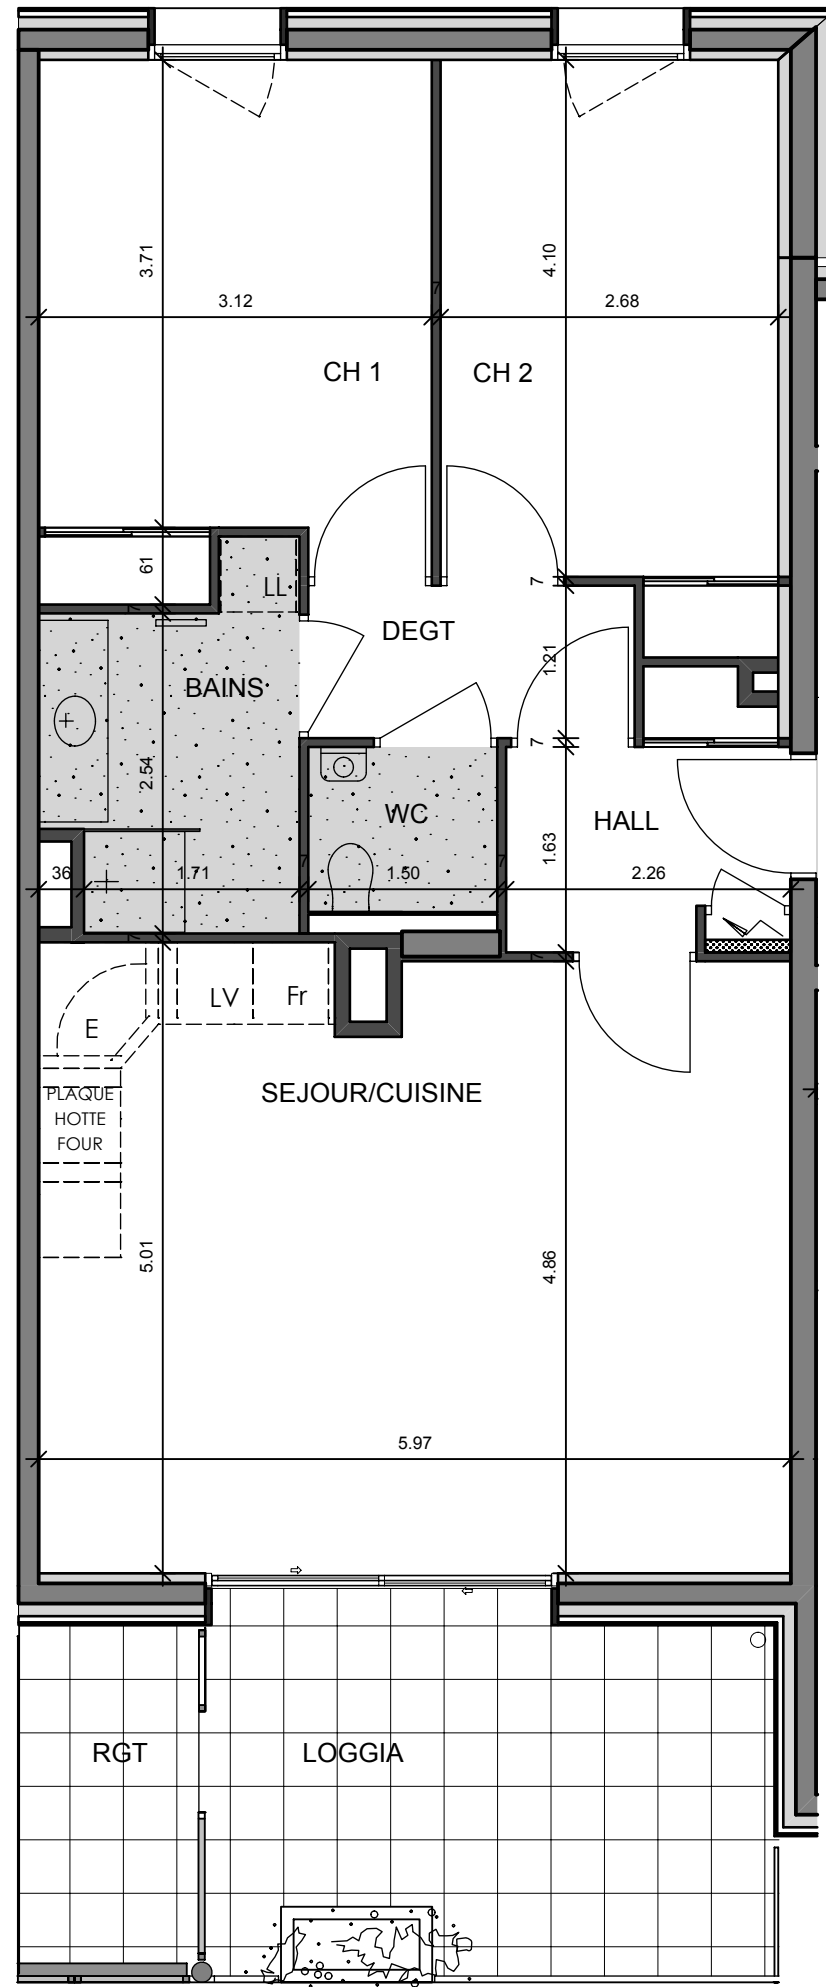 3.71
4.10
3.12
7
2.68
CH 1
CH 2
61
LL
7
7
DEGT
1.21
BAINS
7
2.54
WC
HALL
1.63
36
1.71
7
1.50
7
2.26
7
7
LV
Fr
E
SEJOUR/CUISINE
PLAQUE
HOTTE
FOUR
5.01
4.86
5.97
RGT
LOGGIA